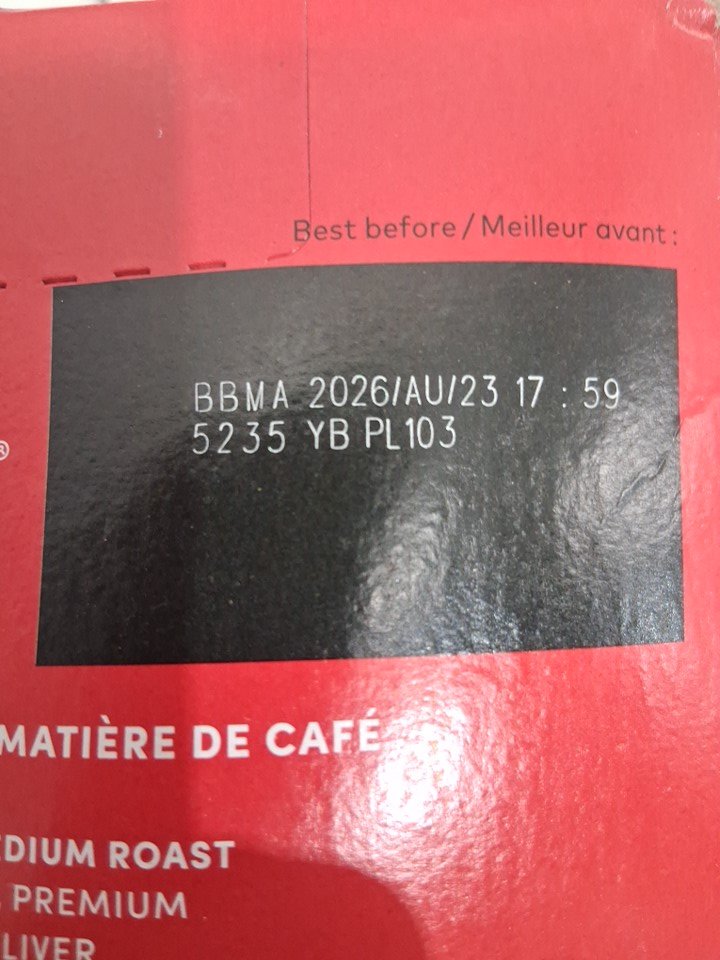 Best before / Meilleur avant :
BBMA 2026/AU/23 17 : 59
5235 YB PL103
®
MATIÈRE DE CAFÉ
EDIUM ROAST
PREMIUM
LIVER